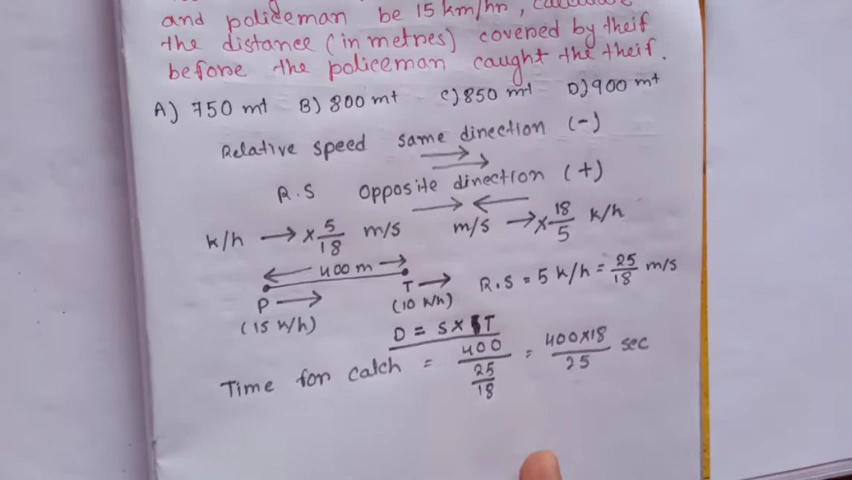 and policeman be 15 km/hr, calculate
the distance (in metres) covered by theif
before the policeman caught the theif.
A) 750 mt B) 800 mt C) 850 mt D) 900 mt
Relative speed same direction (-)
R.S opposite direction (+)
k/h → × 5/18 m/s m/s → × 18/5 k/h
400 m
P T R.S = 5 k/h = 25/18 m/s
(15 k/h) (10 k/h)
D = S × T
Time for catch = 400/(25/18) = 400×18/25 sec